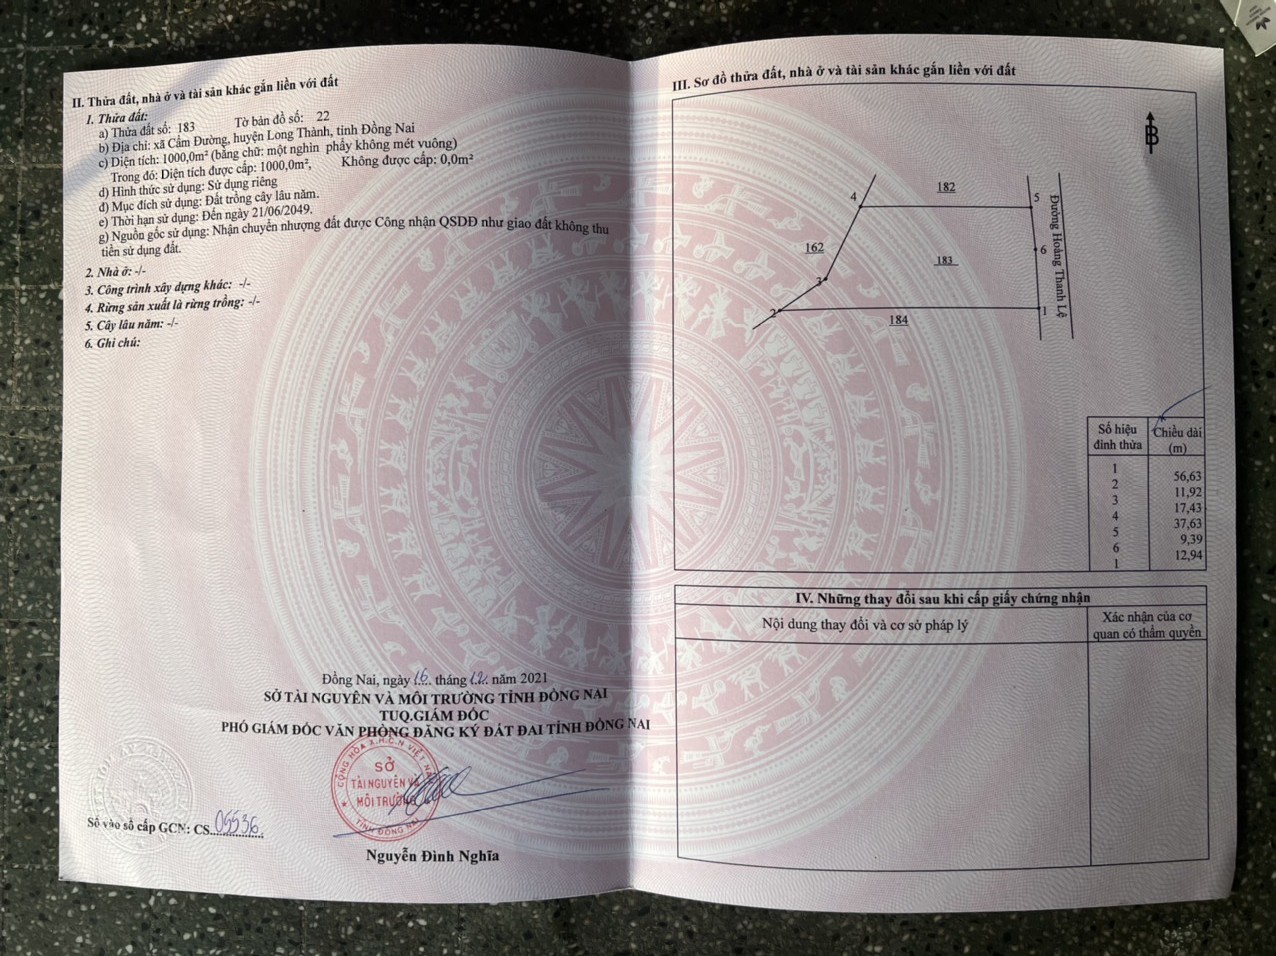 II. Thửa đất, nhà ở và tài sản khác gắn liền với đất
1. Thửa đất:
a) Thửa đất số: 183 Tờ bản đồ số: 22
b) Địa chỉ: xã Cẩm Đường, huyện Long Thành, tỉnh Đồng Nai
c) Diện tích: 1000,0m² (bằng chữ: một nghìn phẩy không mét vuông)
Trong đó: Diện tích được cấp: 1000,0m², Không được cấp: 0,0m²
d) Hình thức sử dụng: Sử dụng riêng
đ) Mục đích sử dụng: Đất trồng cây lâu năm.
e) Thời hạn sử dụng: Đến ngày 21/06/2049.
g) Nguồn gốc sử dụng: Nhận chuyển nhượng đất được Công nhận QSDĐ như giao đất không thu
tiền sử dụng đất.
2. Nhà ở: -/-
3. Công trình xây dựng khác: -/-
4. Rừng sản xuất là rừng trồng: -/-
5. Cây lâu năm: -/-
6. Ghi chú:
Đồng Nai, ngày 16 tháng 12 năm 2021
SỞ TÀI NGUYÊN VÀ MÔI TRƯỜNG TỈNH ĐỒNG NAI
TUQ.GIÁM ĐỐC
PHÓ GIÁM ĐỐC VĂN PHÒNG ĐĂNG KÝ ĐẤT ĐAI TỈNH ĐỒNG NAI
CỘNG HÒA X.H.C.N VIỆT NAM
SỞ
TÀI NGUYÊN VÀ
MÔI TRƯỜNG
TỈNH ĐỒNG NAI
Số vào sổ cấp GCN: CS 05536
Nguyễn Đình Nghĩa
III. Sơ đồ thửa đất, nhà ở và tài sản khác gắn liền với đất
B
4
182
5
162
183
6
3
2
184
1
Đường Hoàng Thanh Lệ
Số hiệu đỉnh thửa Chiều dài (m)
1
56,63
2
11,92
3
17,43
4
37,63
5
9,39
6
12,94
1
IV. Những thay đổi sau khi cấp giấy chứng nhận
Nội dung thay đổi và cơ sở pháp lý
Xác nhận của cơ
quan có thẩm quyền